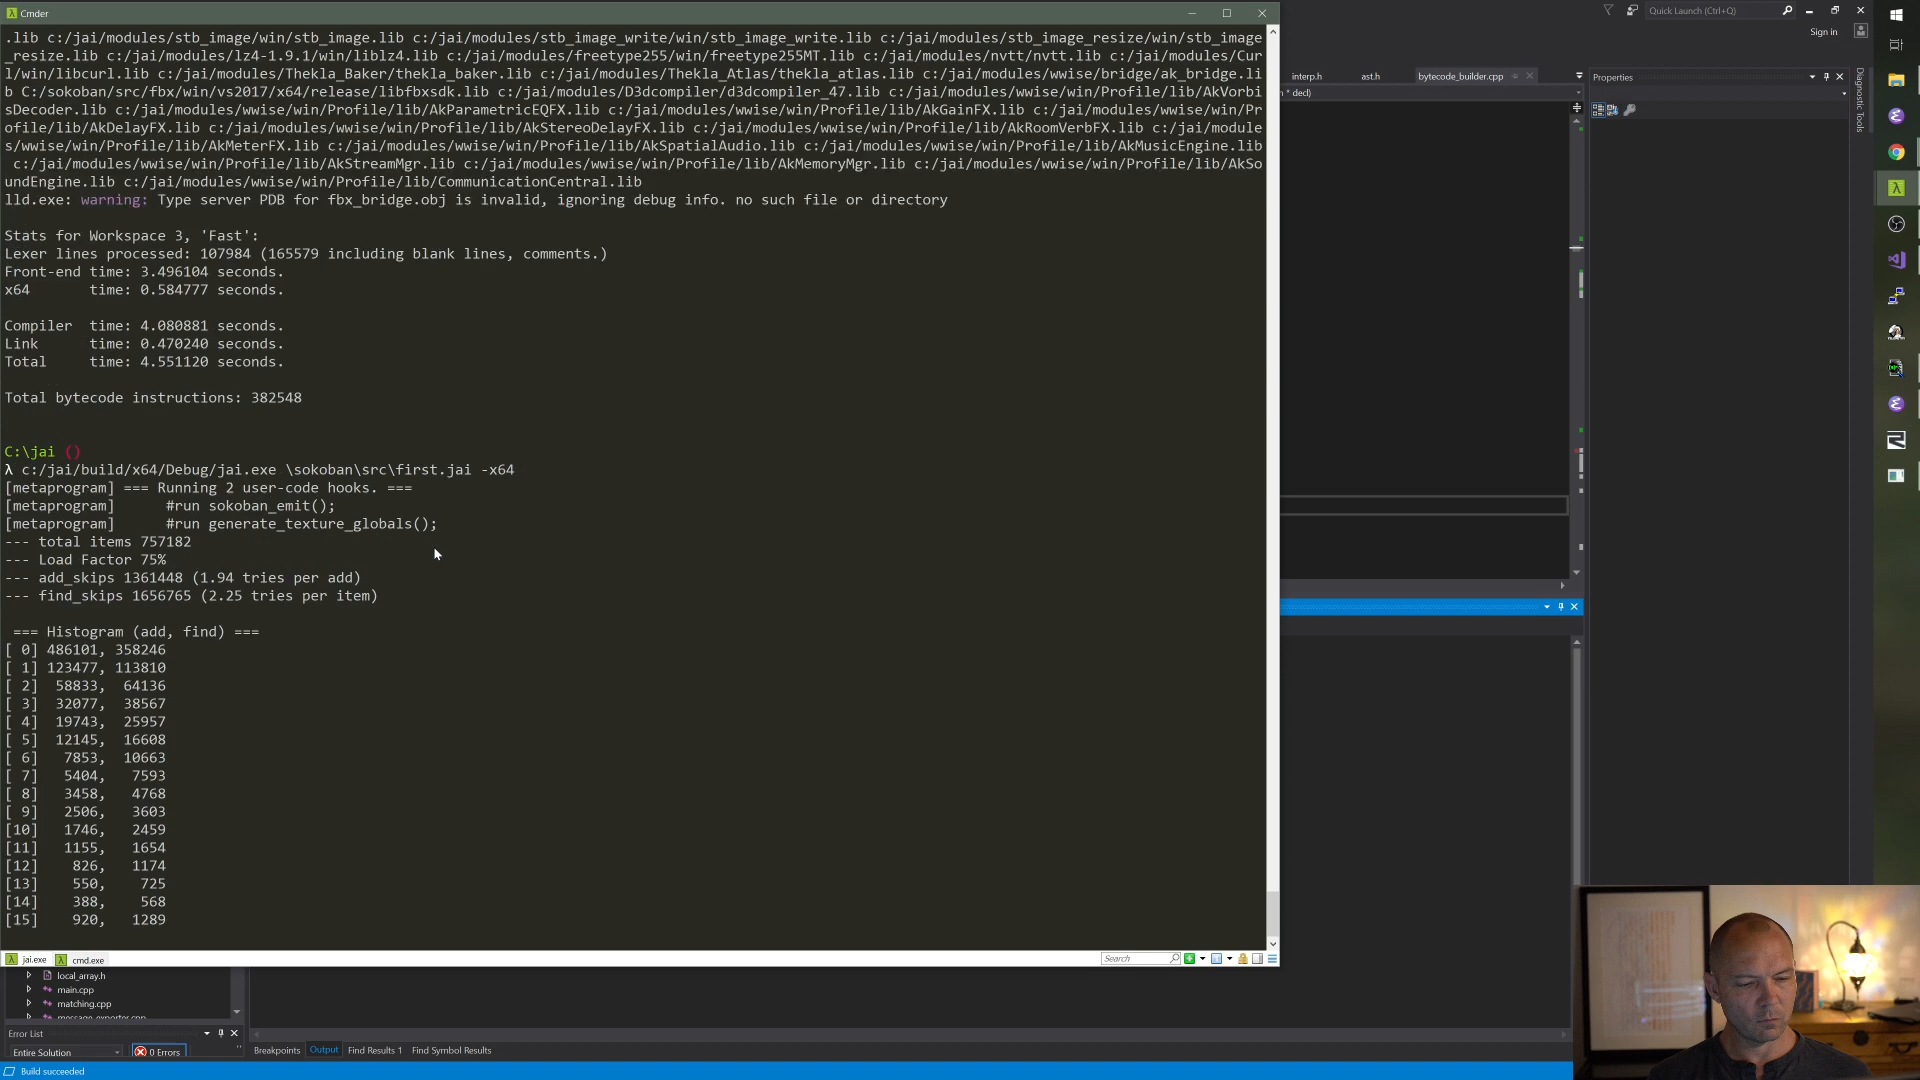 Cmder
.lib c:/jai/modules/stb_image/win/stb_image.lib c:/jai/modules/stb_image_write/win/stb_image_write.lib c:/jai/modules/stb_image_resize/win/stb_image
_resize.lib c:/jai/modules/lz4-1.9.1/win/liblz4.lib c:/jai/modules/freetype255/win/freetype255MT.lib c:/jai/modules/nvtt/nvtt.lib c:/jai/modules/Cur
l/win/libcurl.lib c:/jai/modules/Thekla_Baker/thekla_baker.lib c:/jai/modules/Thekla_Atlas/thekla_atlas.lib c:/jai/modules/wwise/bridge/ak_bridge.li
b C:/sokoban/src/fbx/win/vs2017/x64/release/libfbxsdk.lib c:/jai/modules/D3dcompiler/d3dcompiler_47.lib c:/jai/modules/wwise/win/Profile/lib/AkVorbi
sDecoder.lib c:/jai/modules/wwise/win/Profile/lib/AkParametricEQFX.lib c:/jai/modules/wwise/win/Profile/lib/AkGainFX.lib c:/jai/modules/wwise/win/Pr
ofile/lib/AkDelayFX.lib c:/jai/modules/wwise/win/Profile/lib/AkStereoDelayFX.lib c:/jai/modules/wwise/win/Profile/lib/AkRoomVerbFX.lib c:/jai/module
s/wwise/win/Profile/lib/AkMeterFX.lib c:/jai/modules/wwise/win/Profile/lib/AkSpatialAudio.lib c:/jai/modules/wwise/win/Profile/lib/AkMusicEngine.lib
c:/jai/modules/wwise/win/Profile/lib/AkStreamMgr.lib c:/jai/modules/wwise/win/Profile/lib/AkMemoryMgr.lib c:/jai/modules/wwise/win/Profile/lib/AkSo
undEngine.lib c:/jai/modules/wwise/win/Profile/lib/CommunicationCentral.lib
lld.exe: warning: Type server PDB for fbx_bridge.obj is invalid, ignoring debug info. no such file or directory
Stats for Workspace 3, 'Fast':
Lexer lines processed: 107984 (165579 including blank lines, comments.)
Front-end time: 3.496104 seconds.
x64       time: 0.584777 seconds.
Compiler  time: 4.080881 seconds.
Link      time: 0.470240 seconds.
Total     time: 4.551120 seconds.
Total bytecode instructions: 382548
C:\jai ()
λ c:/jai/build/x64/Debug/jai.exe \sokoban\src\first.jai -x64
[metaprogram] === Running 2 user-code hooks. ===
[metaprogram]      #run sokoban_emit();
[metaprogram]      #run generate_texture_globals();
--- total items 757182
--- Load Factor 75%
--- add_skips 1361448 (1.94 tries per add)
--- find_skips 1656765 (2.25 tries per item)
=== Histogram (add, find) ===
[ 0] 486101, 358246
[ 1] 123477, 113810
[ 2]  58833,  64136
[ 3]  32077,  38567
[ 4]  19743,  25957
[ 5]  12145,  16608
[ 6]   7853,  10663
[ 7]   5404,   7593
[ 8]   3458,   4768
[ 9]   2506,   3603
[10]   1746,   2459
[11]   1155,   1654
[12]    826,   1174
[13]    550,    725
[14]    388,    568
[15]    920,   1289
jai.exe
cmd.exe
Search
Quick Launch (Ctrl+Q)
Sign in
interp.h
ast.h
bytecode_builder.cpp
Properties
Diagnostic Tools
* decl)
local_array.h
main.cpp
matching.cpp
message_exporter.cpp
Error List
Entire Solution
0 Errors
Breakpoints
Output
Find Results 1
Find Symbol Results
Build succeeded